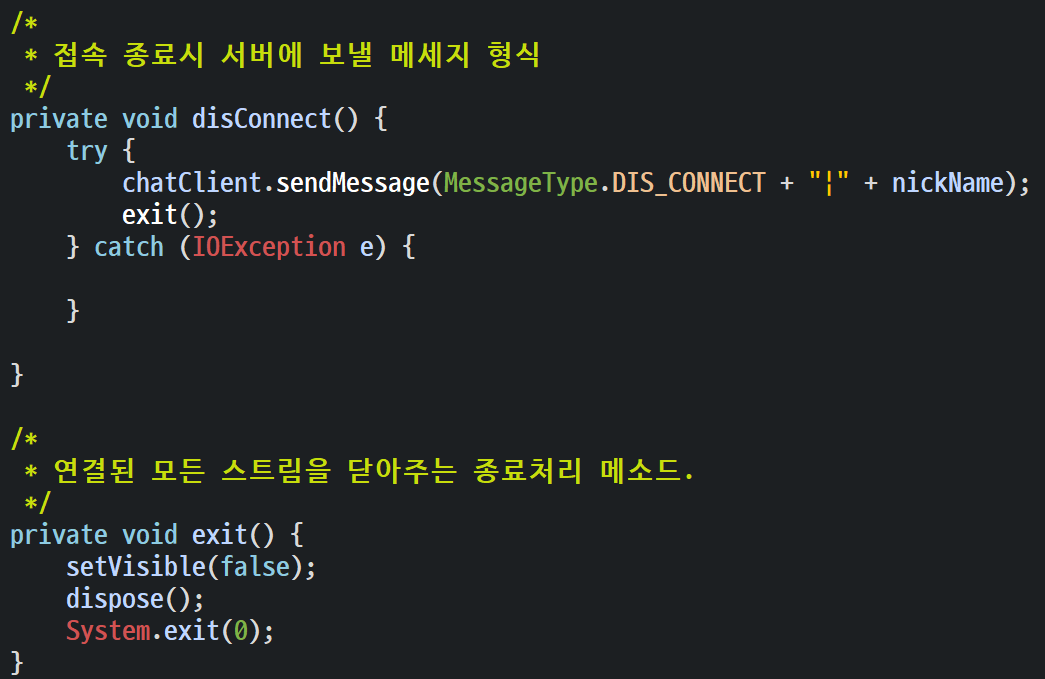 /*
 * 접속 종료시 서버에 보낼 메세지 형식
 */
private void disConnect() {
    try {
        chatClient.sendMessage(MessageType.DIS_CONNECT + "¦" + nickName);
        exit();
    } catch (IOException e) {
    }
}
/*
 * 연결된 모든 스트림을 닫아주는 종료처리 메소드.
 */
private void exit() {
    setVisible(false);
    dispose();
    System.exit(0);
}